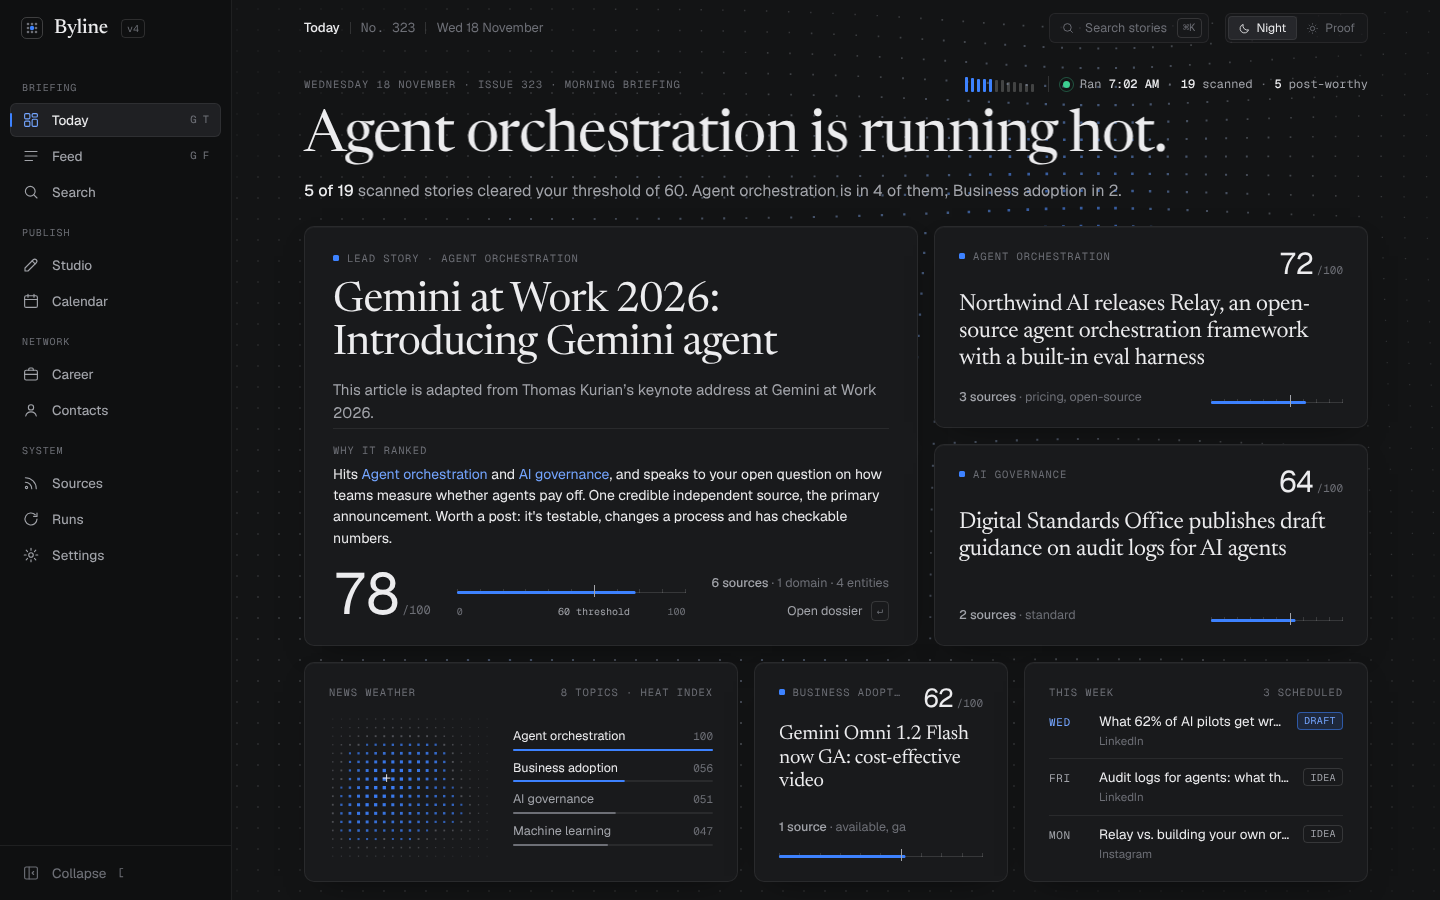 Byline
v4
BRIEFING
Today
G T
Feed
G F
Search
PUBLISH
Studio
Calendar
NETWORK
Career
Contacts
SYSTEM
Sources
Runs
Settings
Collapse [
Today
No. 323
Wed 18 November
Search stories
⌘K
Night
Proof
WEDNESDAY 18 NOVEMBER · ISSUE 323 · MORNING BRIEFING
Ran 7:02 AM · 19 scanned · 5 post-worthy
Agent orchestration is running hot.
5 of 19 scanned stories cleared your threshold of 60. Agent orchestration is in 4 of them; Business adoption in 2.
LEAD STORY · AGENT ORCHESTRATION
Gemini at Work 2026:
Introducing Gemini agent
This article is adapted from Thomas Kurian's keynote address at Gemini at Work
2026.
WHY IT RANKED
Hits Agent orchestration and AI governance, and speaks to your open question on how
teams measure whether agents pay off. One credible independent source, the primary
announcement. Worth a post: it's testable, changes a process and has checkable
numbers.
78 /100
0
60 threshold
100
6 sources · 1 domain · 4 entities
Open dossier ↵
AGENT ORCHESTRATION
72 /100
Northwind AI releases Relay, an open-
source agent orchestration framework
with a built-in eval harness
3 sources · pricing, open-source
AI GOVERNANCE
64 /100
Digital Standards Office publishes draft
guidance on audit logs for AI agents
2 sources · standard
NEWS WEATHER
8 TOPICS · HEAT INDEX
Agent orchestration 100
Business adoption 056
AI governance 051
Machine learning 047
BUSINESS ADOPT…
62 /100
Gemini Omni 1.2 Flash
now GA: cost-effective
video
1 source · available, ga
THIS WEEK
3 SCHEDULED
WED
What 62% of AI pilots get wr…
DRAFT
LinkedIn
FRI
Audit logs for agents: what th…
IDEA
LinkedIn
MON
Relay vs. building your own or…
IDEA
Instagram